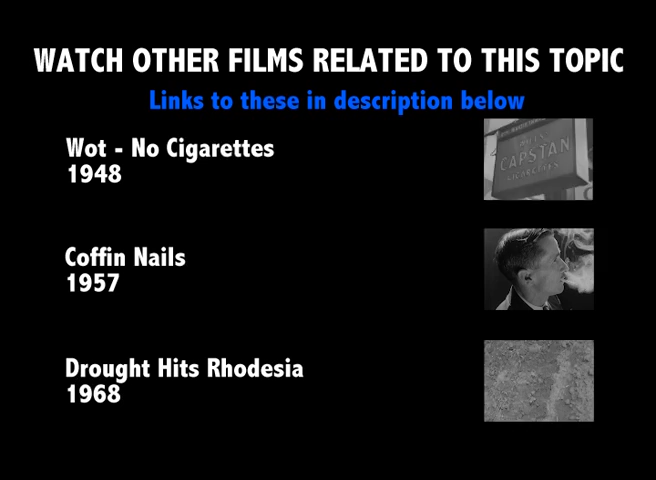 WATCH OTHER FILMS RELATED TO THIS TOPIC
Links to these in description below
Wot - No Cigarettes
1948
CAPSTAN
Coffin Nails
1957
Drought Hits Rhodesia
1968